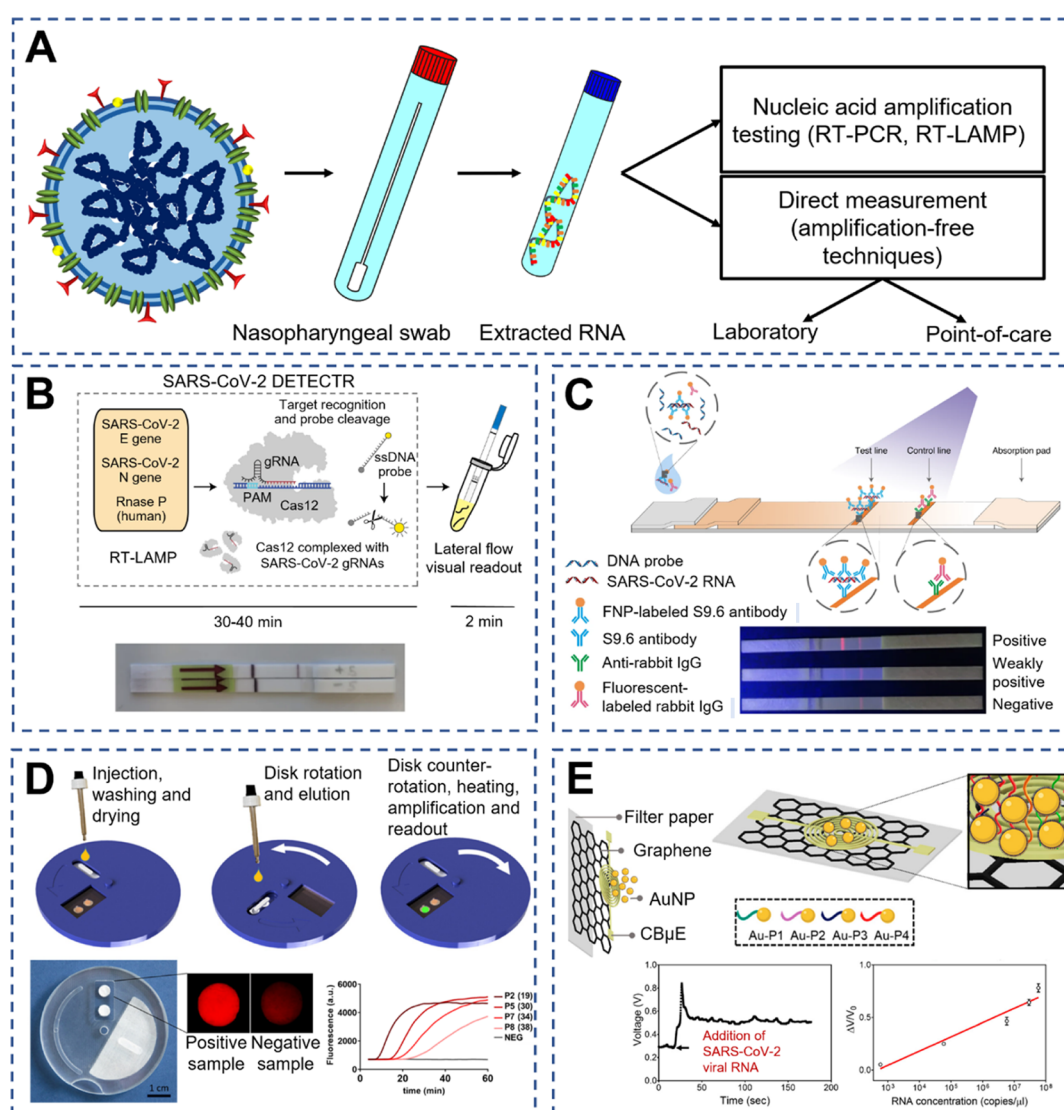 A
Nucleic acid amplification
testing (RT-PCR, RT-LAMP)
Direct measurement
(amplification-free
techniques)
Nasopharyngeal swab
Extracted RNA
Laboratory
Point-of-care
B
SARS-CoV-2 DETECTR
SARS-CoV-2
E gene
SARS-CoV-2
N gene
Rnase P
(human)
RT-LAMP
Target recognition
and probe cleavage
gRNA
PAM
Cas12
ssDNA
probe
Cas12 complexed with
SARS-CoV-2 gRNAs
Lateral flow
visual readout
30-40 min
2 min
C
Test line
Control line
Absorption pad
DNA probe
SARS-CoV-2 RNA
FNP-labeled S9.6 antibody
S9.6 antibody
Anti-rabbit IgG
Fluorescent-
labeled rabbit IgG
Positive
Weakly
positive
Negative
D
Injection,
washing and
drying
Disk rotation
and elution
Disk counter-
rotation, heating,
amplification and
readout
1 cm
Positive
sample
Negative
sample
Fluorescence (a.u.)
6000
4000
2000
0
0
20
40
60
time (min)
P2 (19)
P5 (30)
P7 (34)
P8 (38)
NEG
E
Filter paper
Graphene
AuNP
CBµE
Au-P1 Au-P2 Au-P3 Au-P4
Voltage (V)
1.0
0.8
0.6
0.4
0.2
0 50 100 150 200
Time (sec)
Addition of
SARS-CoV-2
viral RNA
ΔV/V₀
1.0
0.5
0.0
10³ 10⁴ 10⁵ 10⁶ 10⁷ 10⁸
RNA concentration (copies/µl)